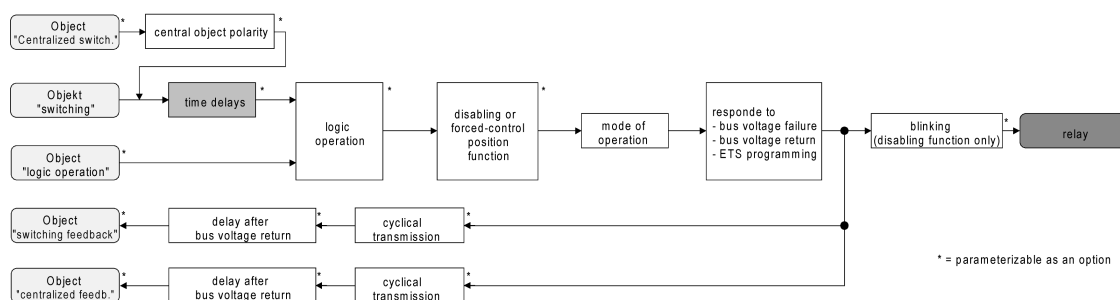 Object
"Centralized switch."
*
central object polarity
*
Objekt
"switching"
time delays
*
logic
operation
*
disabling or
forced-control
position
function
*
mode of
operation
responde to
- bus voltage failure
- bus voltage return
- ETS programming
blinking
(disabling function only)
*
relay
Object
"logic operation"
*
Object
"switching feedback"
*
delay after
bus voltage return
*
cyclical
transmission
*
* = parameterizable as an option
Object
"centralized feedb."
*
delay after
bus voltage return
*
cyclical
transmission
*